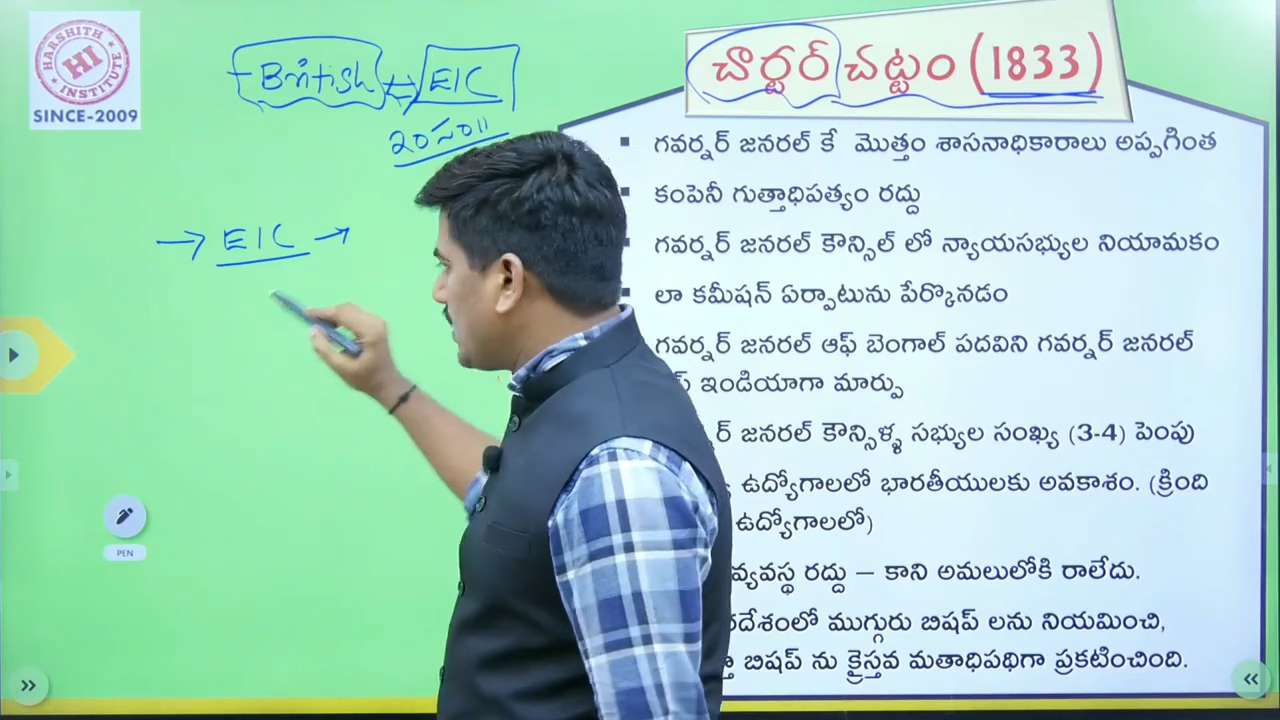 HARSHITH
HI
INSTITUTE
SINCE-2009
British ↔ EIC
20సం॥
→ EIC →
PEN
చార్టర్ చట్టం (1833)
▪ గవర్నర్ జనరల్ కే మొత్తం శాసనాధికారాలు అప్పగింత
▪ కంపెనీ గుత్తాధిపత్యం రద్దు
▪ గవర్నర్ జనరల్ కౌన్సిల్ లో న్యాయసభ్యుల నియామకం
▪ లా కమీషన్ ఏర్పాటును పేర్కొనడం
గవర్నర్ జనరల్ ఆఫ్ బెంగాల్ పదవిని గవర్నర్ జనరల్
ఇండియాగా మార్పు
జనరల్ కౌన్సిళ్ళ సభ్యుల సంఖ్య (3-4) పెంపు
ఉద్యోగాలలో భారతీయులకు అవకాశం. (క్రింది
ఉద్యోగాలలో)
వ్యవస్థ రద్దు – కాని అమలులోకి రాలేదు.
ముగ్గురు బిషప్ లను నియమించి,
బిషప్ ను క్రైస్తవ మతాధిపథిగా ప్రకటించింది.